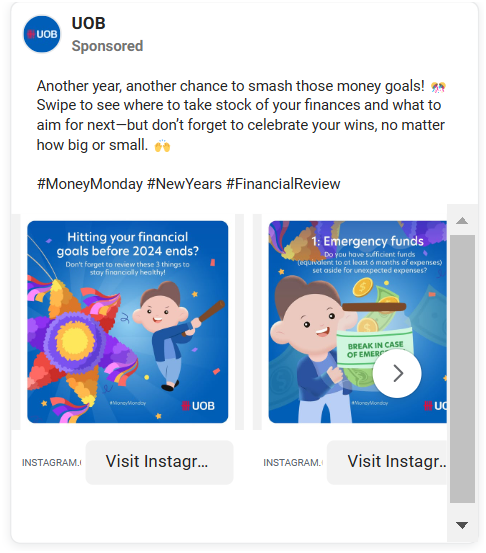 UOB
UOB
Sponsored
Another year, another chance to smash those money goals! 🎊
Swipe to see where to take stock of your finances and what to
aim for next—but don't forget to celebrate your wins, no matter
how big or small. 🙌
#MoneyMonday #NewYears #FinancialReview
Hitting your financial
goals before 2024 ends?
Don't forget to review these 3 things to
stay financially healthy!
#MoneyMonday
UOB
1: Emergency funds
Do you have sufficient funds
(equivalent to at least 6 months of expenses)
set aside for unexpected expenses?
BREAK IN CASE
OF EMERG
#MoneyMonday
UO
INSTAGRAM.
Visit Instagr...
INSTAGRAM.
Visit Instagr..